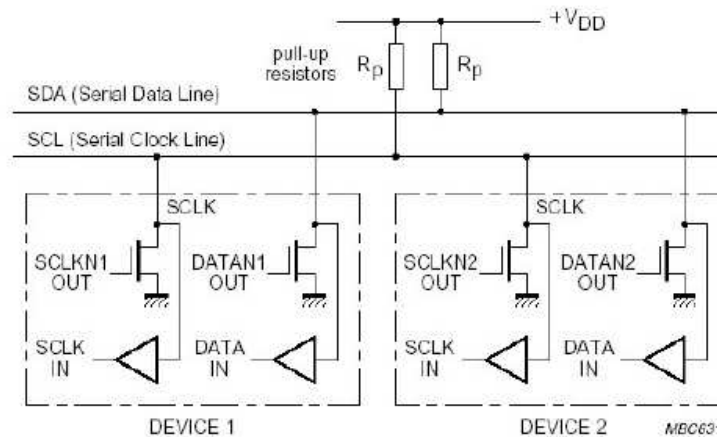 +VDD
pull-up
resistors
Rp
Rp
SDA (Serial Data Line)
SCL (Serial Clock Line)
SCLK
SCLK
SCLKN1
OUT
DATAN1
OUT
SCLKN2
OUT
DATAN2
OUT
SCLK
IN
DATA
IN
SCLK
IN
DATA
IN
DEVICE 1
DEVICE 2
MBC631